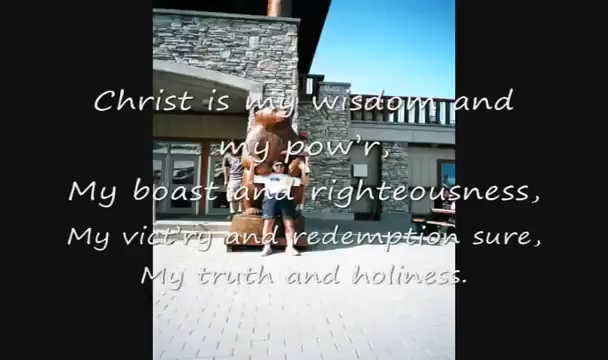 Christ is my wisdom and
my pow'r,
My boast and righteousness,
My vict'ry and redemption sure,
My truth and holiness.